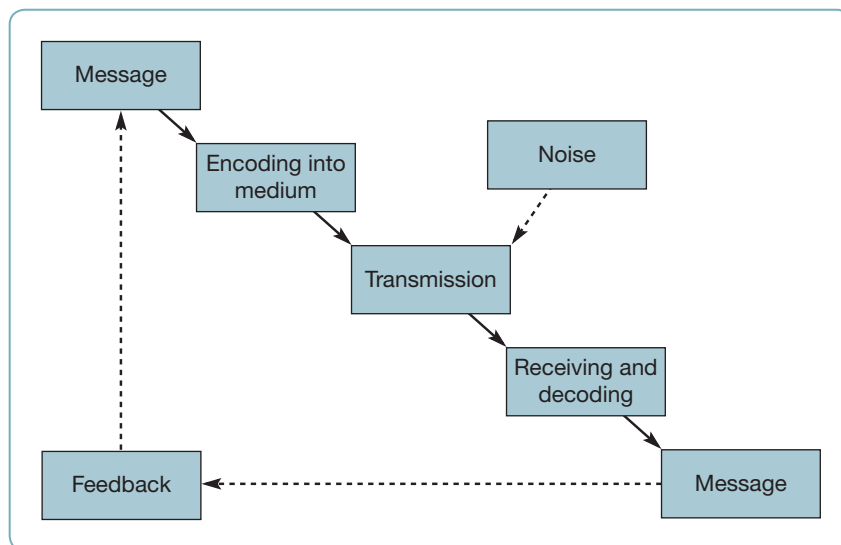 Message
Encoding into
medium
Noise
Transmission
Receiving and
decoding
Feedback
Message